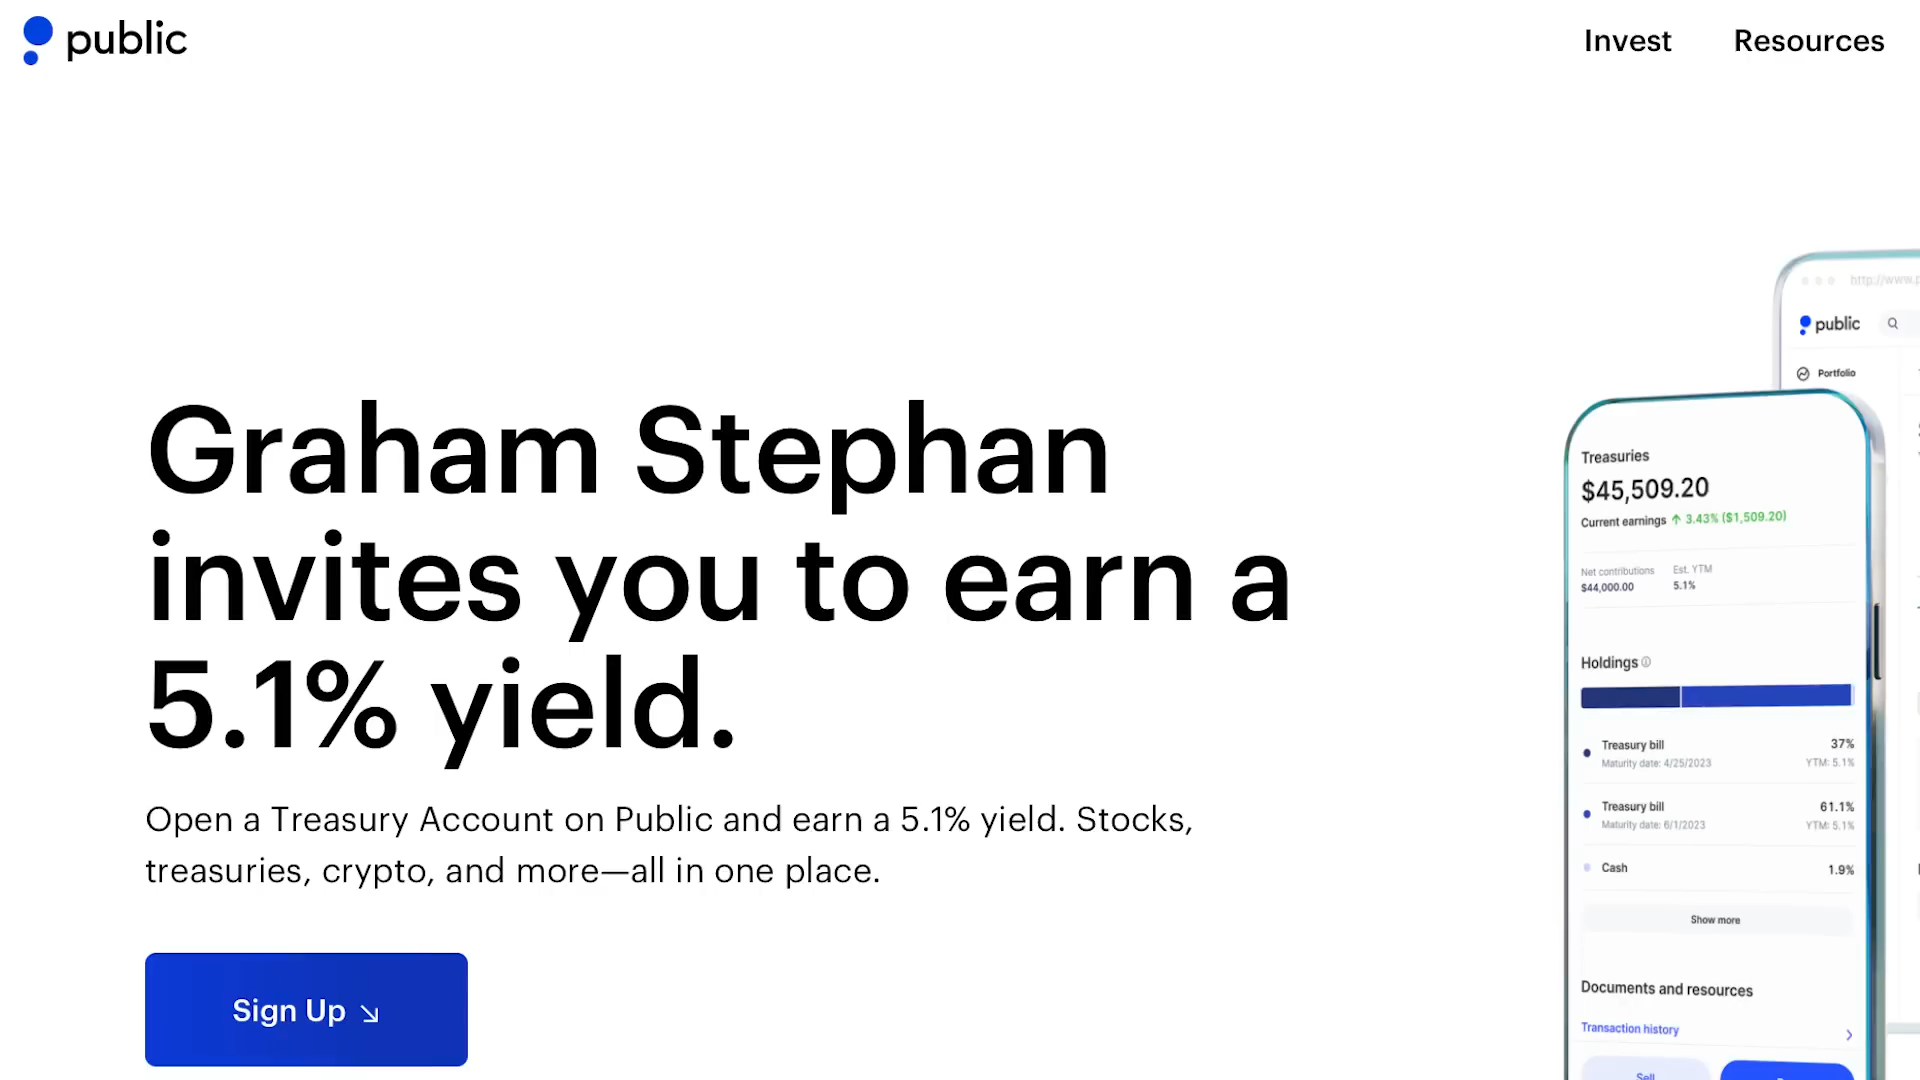 public
Invest
Resources
Graham Stephan
invites you to earn a
5.1% yield.
Open a Treasury Account on Public and earn a 5.1% yield. Stocks,
treasuries, crypto, and more—all in one place.
Sign Up
http://www.p
public
Portfolio
Treasuries
$45,509.20
Current earnings ↑ 3.43% ($1,509.20)
Net contributions Est. YTM
$44,000.00 5.1%
Holdings
Treasury bill 37%
Maturity date: 4/25/2023 YTM: 5.1%
Treasury bill 61.1%
Maturity date: 6/1/2023 YTM: 5.1%
Cash 1.9%
Show more
Documents and resources
Transaction history
Sell